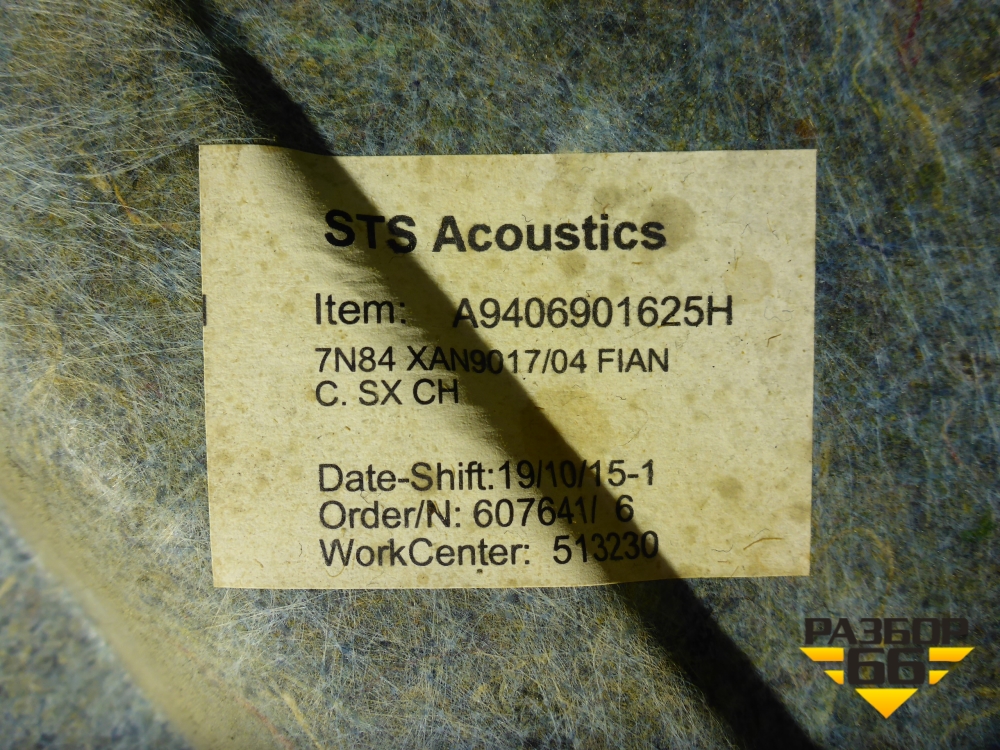 STS Acoustics
Item: A9406901625H
7N84 XAN9017/04 FIAN
C. SX CH
Date-Shift:19/10/15-1
Order/N: 607641/ 6
WorkCenter: 513230
РАЗБОР
66